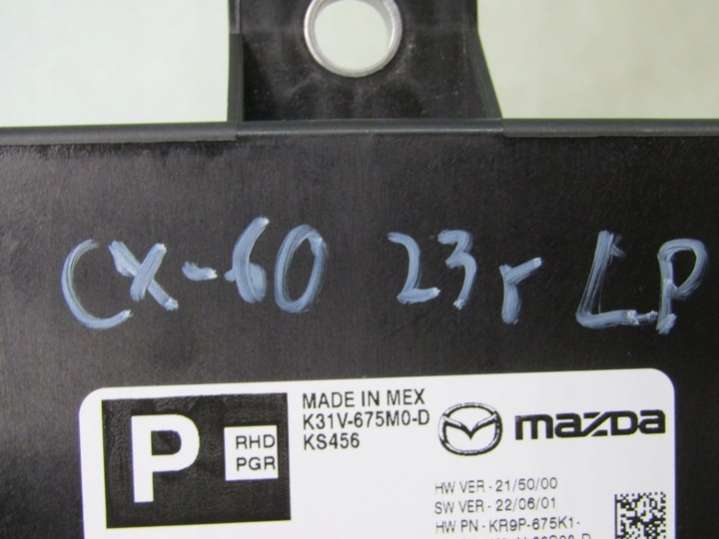 CX-60 23r LP
P
RHD
PGR
MADE IN MEX
K31V-675M0-D
KS456
mazda
HW VER - 21/50/00
SW VER - 22/06/01
HW PN - KR9P-675K1-